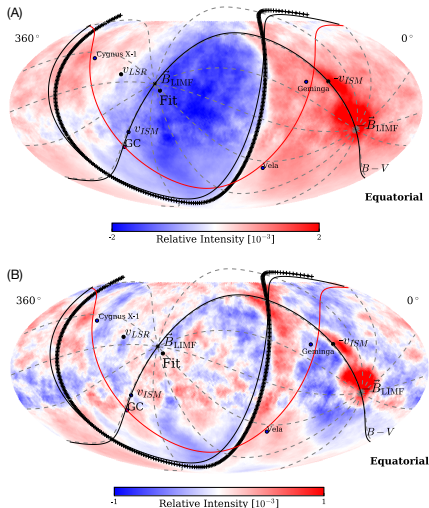 (A)
360°
0°
Cygnus X-1
v_LSR
B⃗_LIMF
Fit
-v_ISM
Geminga
B⃗_LIMF
v_ISM
GC
Vela
B-V
Equatorial
-2
2
Relative Intensity [10⁻³]
(B)
360°
0°
Cygnus X-1
v_LSR
B⃗_LIMF
Fit
-v_ISM
Geminga
B⃗_LIMF
v_ISM
GC
Vela
B-V
Equatorial
-1
1
Relative Intensity [10⁻³]